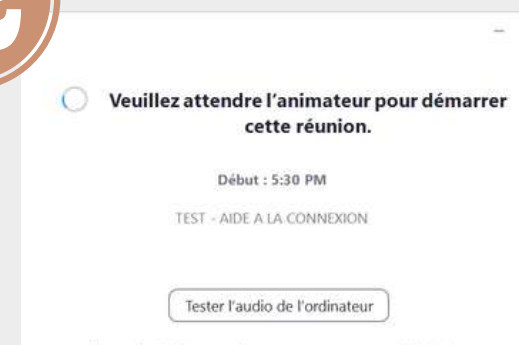 Veuillez attendre l'animateur pour démarrer
cette réunion.
Début : 5:30 PM
TEST - AIDE A LA CONNEXION
Tester l'audio de l'ordinateur